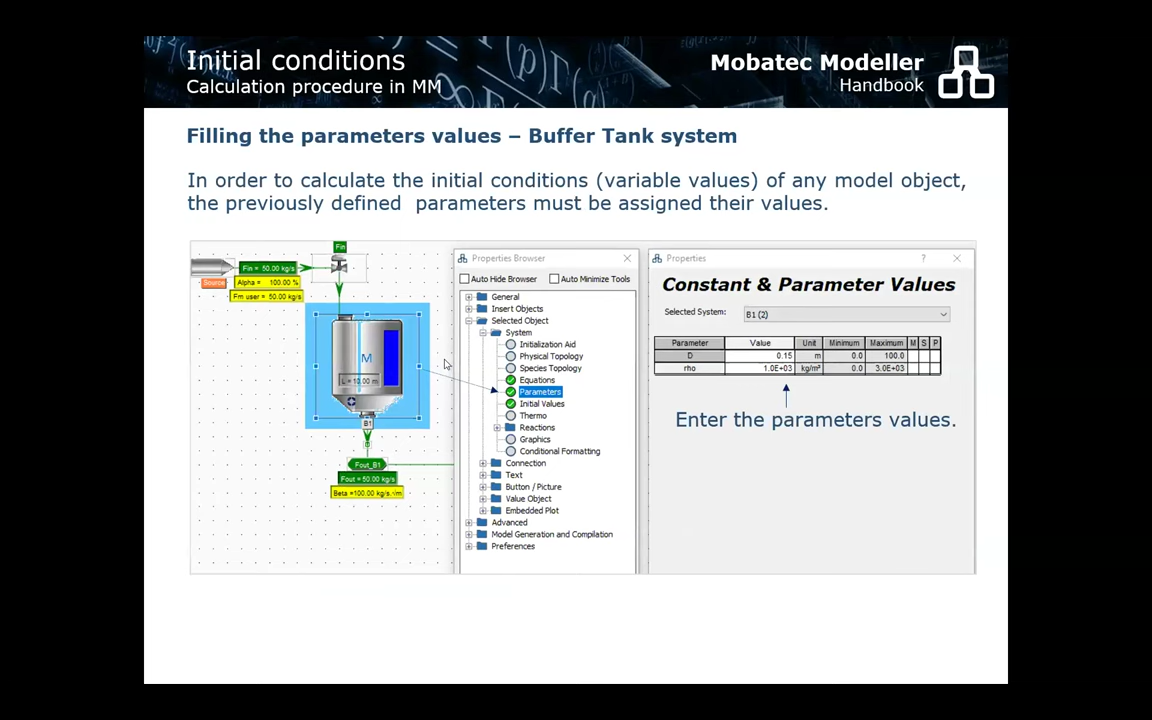 Initial conditions
Calculation procedure in MM
Mobatec Modeller
Handbook
Filling the parameters values – Buffer Tank system
In order to calculate the initial conditions (variable values) of any model object,
the previously defined parameters must be assigned their values.
Fin
Fin = 50.00 kg/s
Source
Alpha = 100.00 %
Fm user = 50.00 kg/s
M
L = 10.00 m
B1
Fout_B1
Fout = 50.00 kg/s
Beta =100.00 kg/s.√m
Properties Browser
Auto Hide Browser
Auto Minimize Tools
General
Insert Objects
Selected Object
System
Initialization Aid
Physical Topology
Species Topology
Equations
Parameters
Initial Values
Thermo
Reactions
Graphics
Conditional Formatting
Connection
Text
Button / Picture
Value Object
Embedded Plot
Advanced
Model Generation and Compilation
Preferences
Properties
?
Constant & Parameter Values
Selected System:
B1 (2)
Parameter Value Unit Minimum Maximum M S P
D 0.15 m 0.0 100.0
rho 1.0E+03 kg/m³ 0.0 3.0E+03
Enter the parameters values.